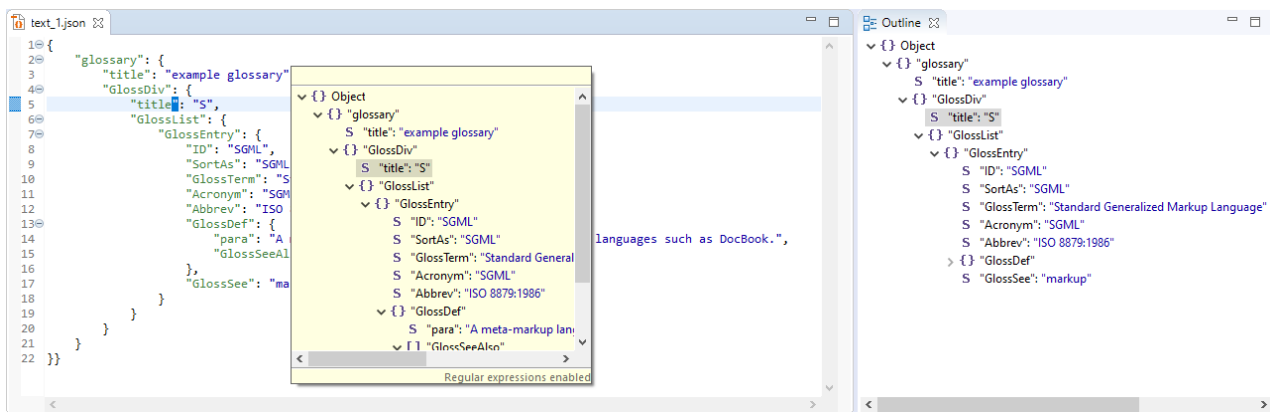 text_1.json
1 {
2 "glossary": {
3 "title": "example glossary"
4 "GlossDiv": {
5 "title": "S",
6 "GlossList": {
7 "GlossEntry": {
8 "ID": "SGML",
9 "SortAs": "SGML
10 "GlossTerm": "S
11 "Acronym": "SGM
12 "Abbrev": "ISO
13 "GlossDef": {
14 "para": "A languages such as DocBook.",
15 "GlossSeeAl
16 },
17 "GlossSee": "ma
18 }
19 }
20 }
21 }
22 }}
{} Object
{} "glossary"
S "title": "example glossary"
{} "GlossDiv"
S "title": "S"
{} "GlossList"
{} "GlossEntry"
S "ID": "SGML"
S "SortAs": "SGML"
S "GlossTerm": "Standard General
S "Acronym": "SGML"
S "Abbrev": "ISO 8879:1986"
{} "GlossDef"
S "para": "A meta-markup lan
[] "GlossSeeAlso"
Regular expressions enabled
Outline
{} Object
{} "glossary"
S "title": "example glossary"
{} "GlossDiv"
S "title": "S"
{} "GlossList"
{} "GlossEntry"
S "ID": "SGML"
S "SortAs": "SGML"
S "GlossTerm": "Standard Generalized Markup Language"
S "Acronym": "SGML"
S "Abbrev": "ISO 8879:1986"
{} "GlossDef"
S "GlossSee": "markup"